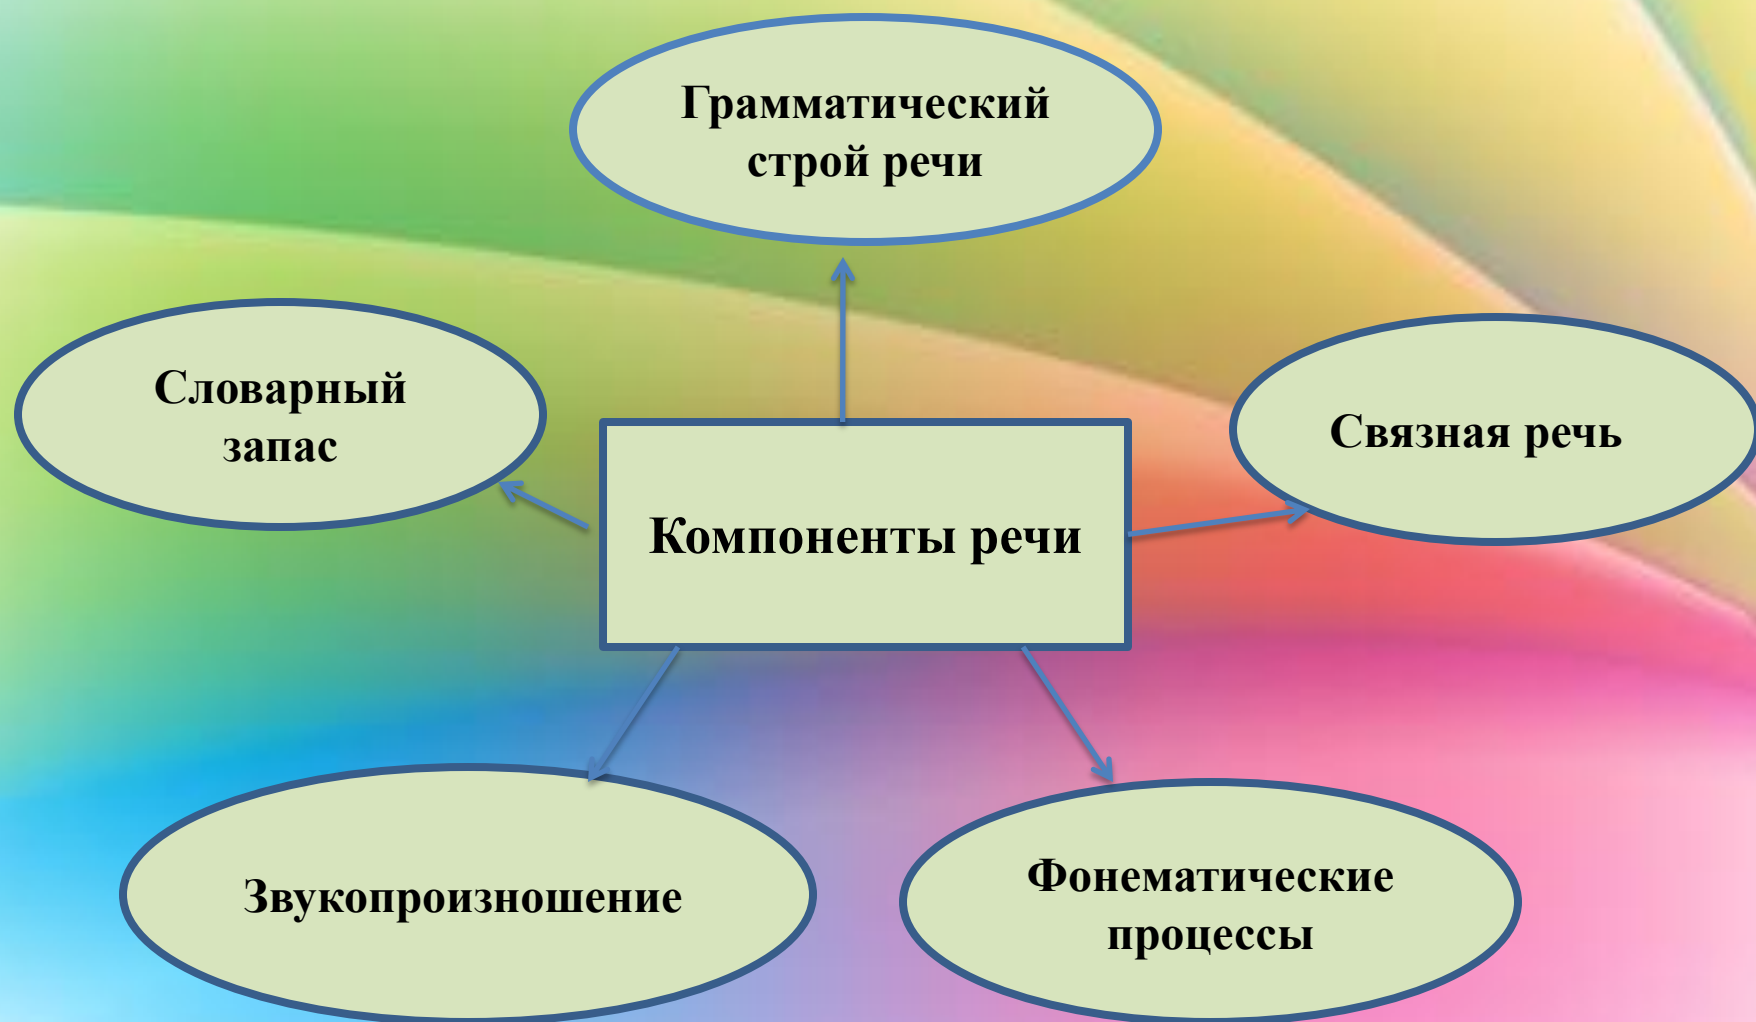 Грамматический
строй речи
Словарный
запас
Связная речь
Компоненты речи
Звукопроизношение
Фонематические
процессы